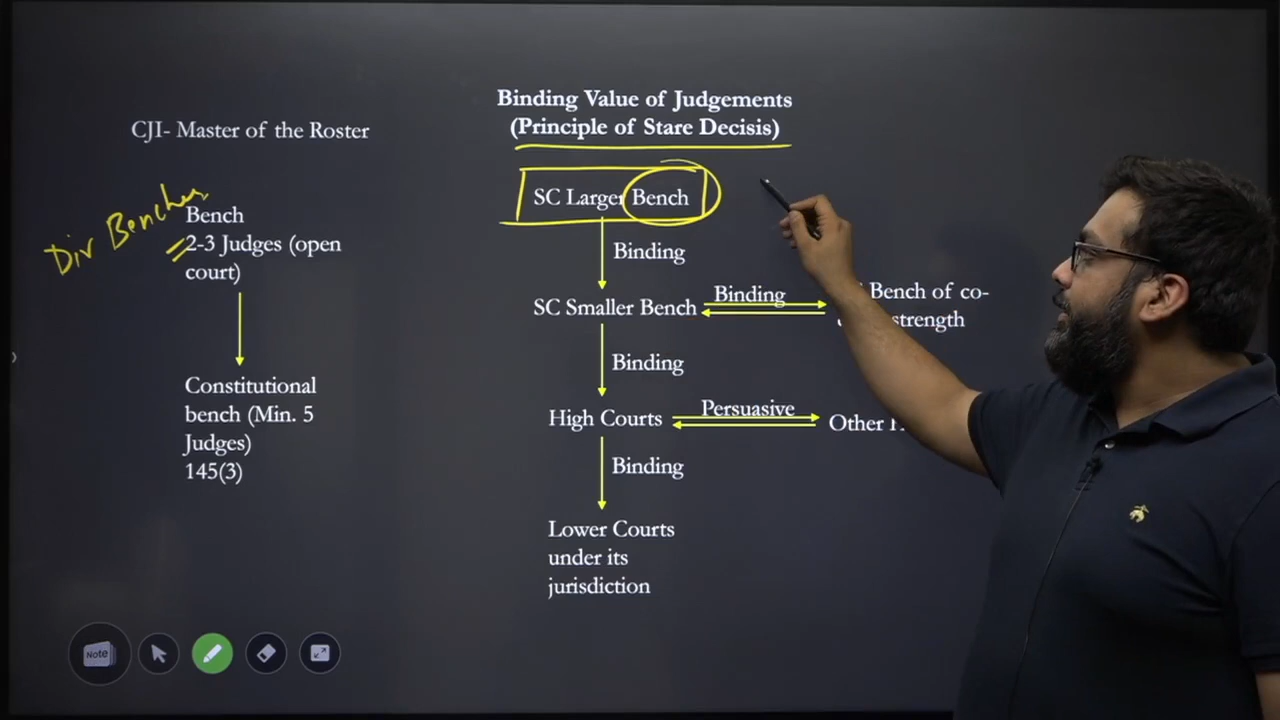 Binding Value of Judgements
(Principle of Stare Decisis)
CJI- Master of the Roster
Div Benches
Bench
2-3 Judges (open
court)
Constitutional
bench (Min. 5
Judges)
145(3)
SC Larger Bench
Binding
SC Smaller Bench
Binding
Bench of co-
strength
Binding
High Courts
Persuasive
Other
Binding
Lower Courts
under its
jurisdiction
Note